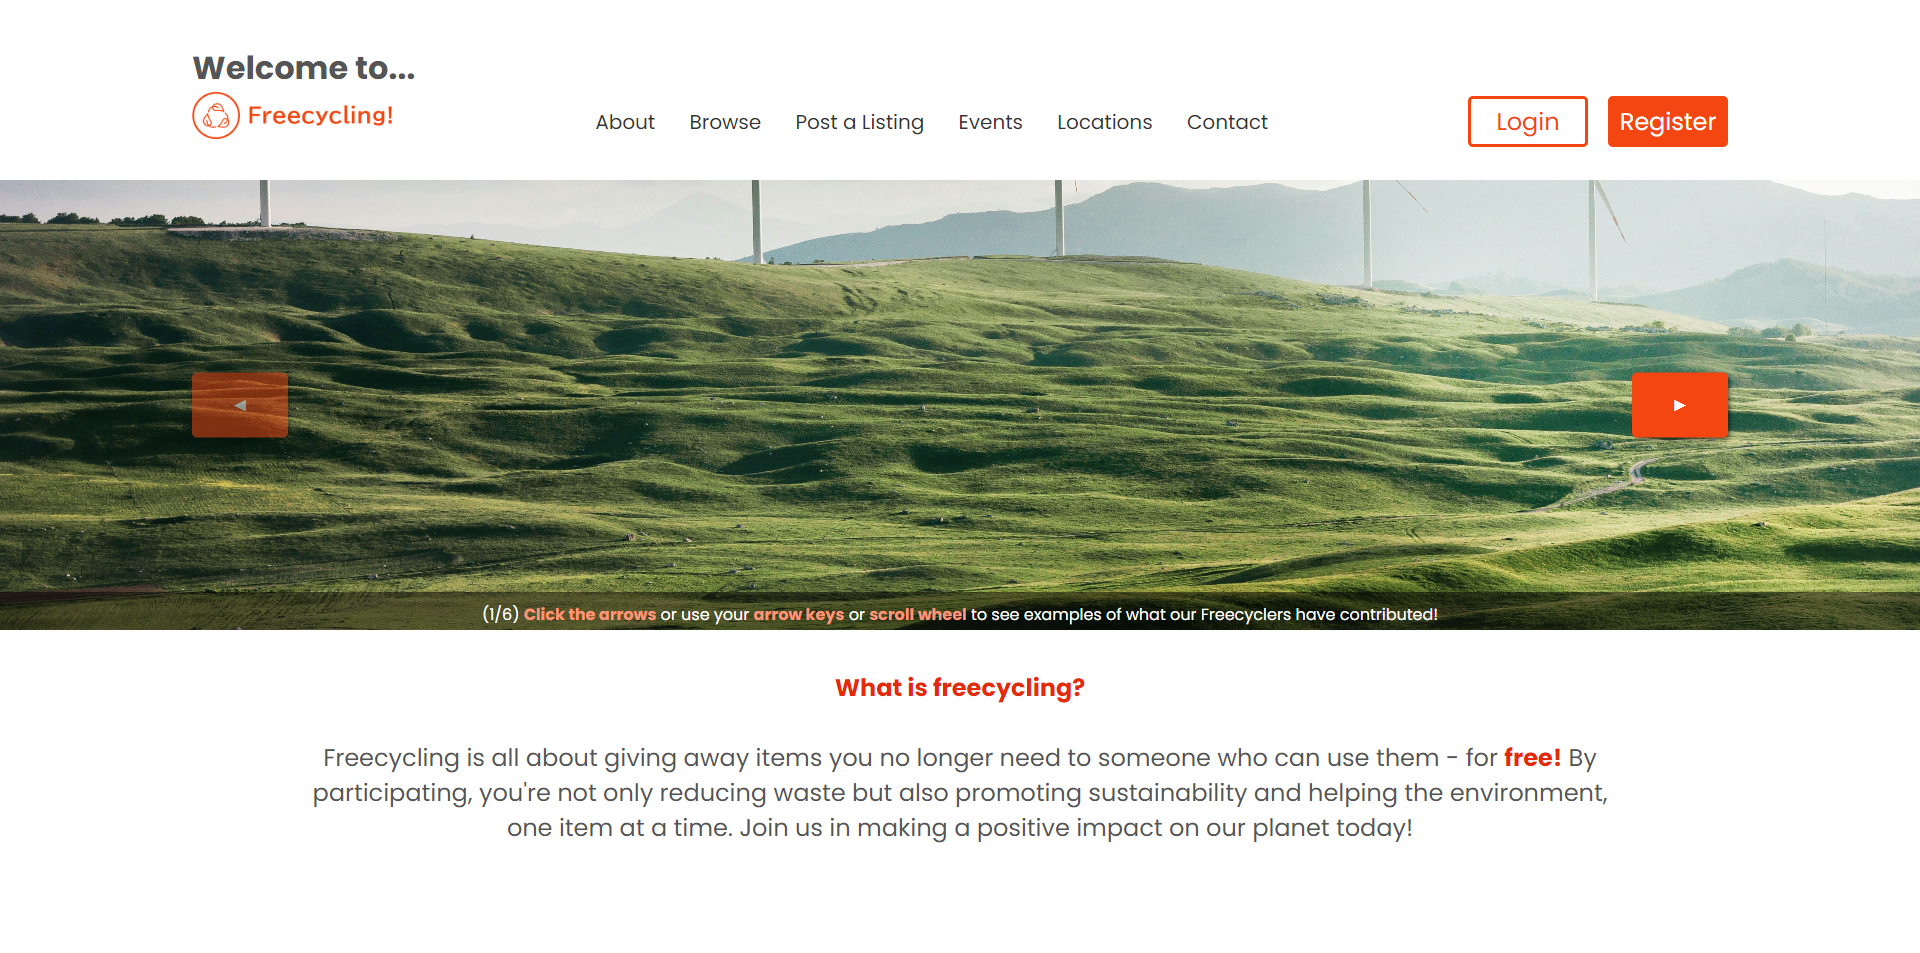 Welcome to...
Freecycling!
About Browse Post a Listing Events Locations Contact
Login Register
◄ ►
(1/6) Click the arrows or use your arrow keys or scroll wheel to see examples of what our Freecyclers have contributed!
What is freecycling?
Freecycling is all about giving away items you no longer need to someone who can use them - for free! By
participating, you're not only reducing waste but also promoting sustainability and helping the environment,
one item at a time. Join us in making a positive impact on our planet today!